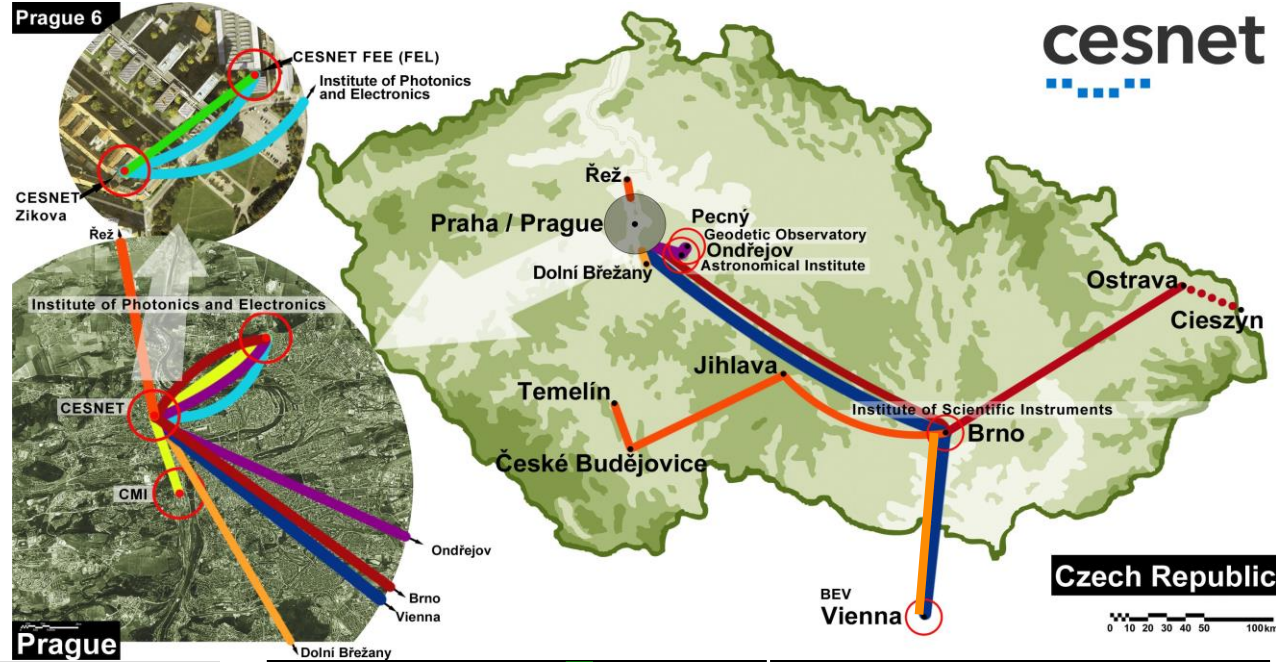 Prague 6
CESNET FEE (FEL)
Institute of Photonics
and Electronics
CESNET
Zikova
cesnet
Řež
Praha / Prague
Pecný
Geodetic Observatory
Ondřejov
Astronomical Institute
Dolní Břežany
Ostrava
Cieszyn
Jihlava
Temelín
Institute of Scientific Instruments
Brno
České Budějovice
BEV
Vienna
Řež
Institute of Photonics and Electronics
CESNET
CMI
Ondřejov
Brno
Vienna
Dolní Břežany
Prague
Czech Republic
0 10 20 30 40 50 100km